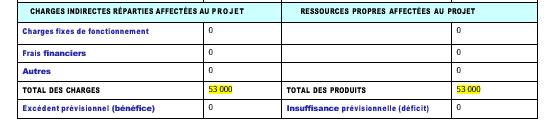 CHARGES INDIRECTES RÉPARTIES AFFECTÉES AU PROJET RESSOURCES PROPRES AFFECTÉES AU PROJET
Charges fixes de fonctionnement 0 0
Frais financiers 0 0
Autres 0 0
TOTAL DES CHARGES 53 000 TOTAL DES PRODUITS 53 000
Excédent prévisionnel (bénéfice) 0 Insuffisance prévisionnelle (déficit) 0